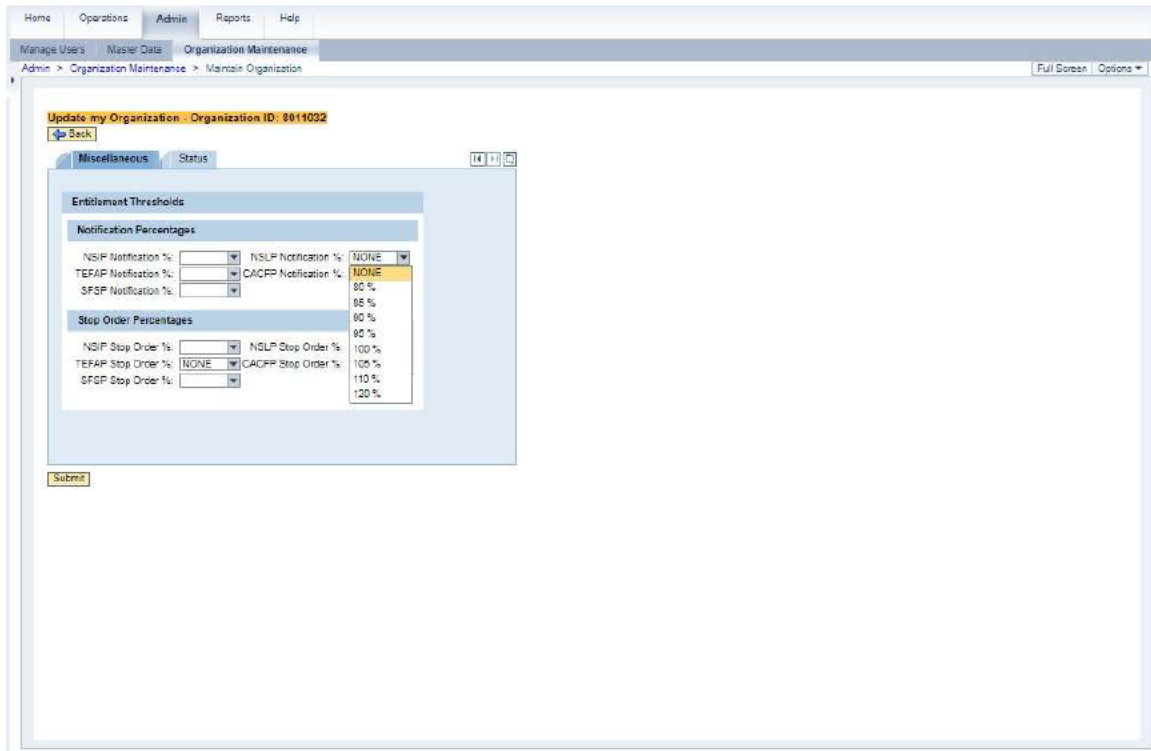 Home Operations Admin Reports Help
Manage Users Master Data Organization Maintenance
Admin > Organization Maintenance > Maintain Organization Full Screen Options
Update my Organization - Organization ID: 8011032
Back
Miscellaneous Status
Entitlement Thresholds
Notification Percentages
NSIP Notification %: NSLP Notification %: NONE
TEFAP Notification %: CACFP Notification %: NONE
SFSP Notification %: 80 %
85 %
Stop Order Percentages 90 %
95 %
NSIP Stop Order %: NSLP Stop Order % 100 %
TEFAP Stop Order %: NONE CACFP Stop Order % 105 %
SFSP Stop Order %: 110 %
120 %
Submit